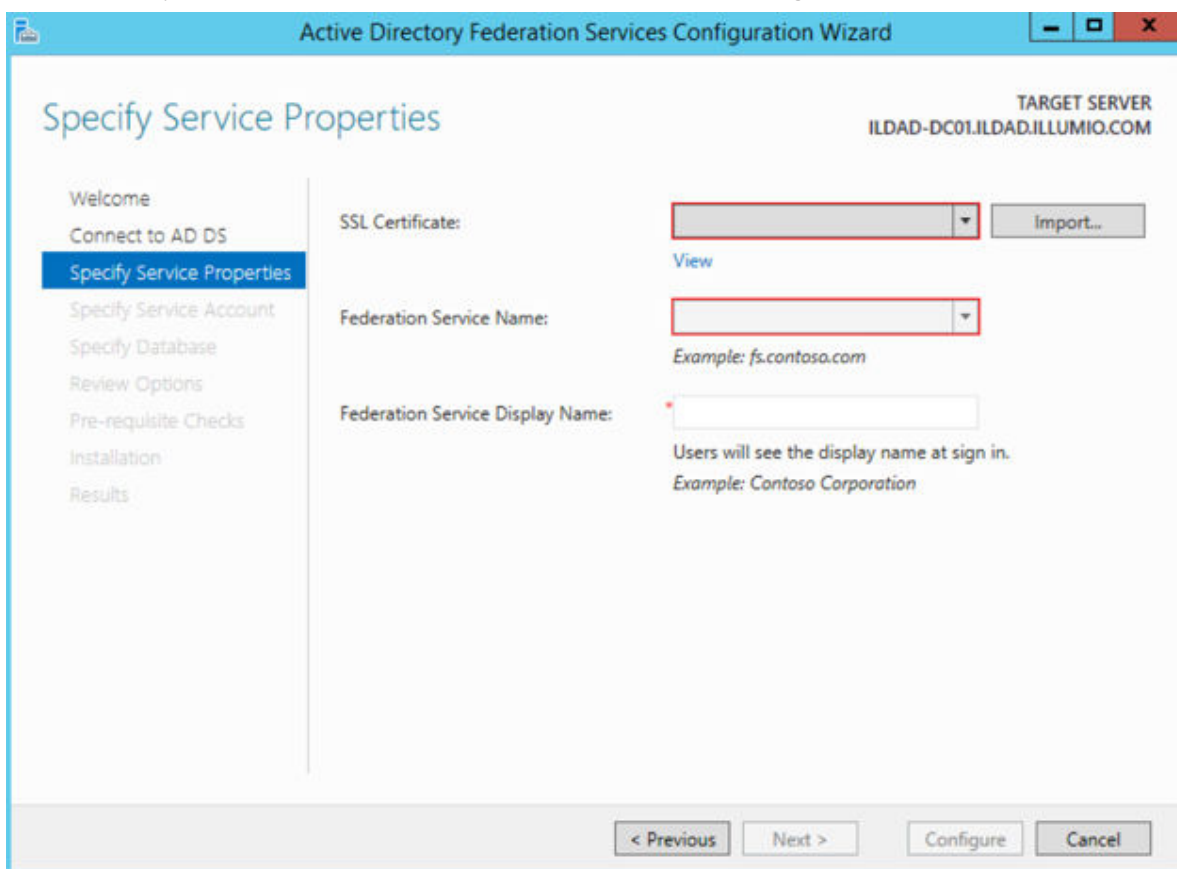 Active Directory Federation Services Configuration Wizard
Specify Service Properties
TARGET SERVER
ILDAD-DC01.ILDAD.ILLUMIO.COM
Welcome
Connect to AD DS
Specify Service Properties
Specify Service Account
Specify Database
Review Options
Pre-requisite Checks
Installation
Results
SSL Certificate:
Import...
View
Federation Service Name:
Example: fs.contoso.com
Federation Service Display Name:
*
Users will see the display name at sign in.
Example: Contoso Corporation
< Previous
Next >
Configure
Cancel